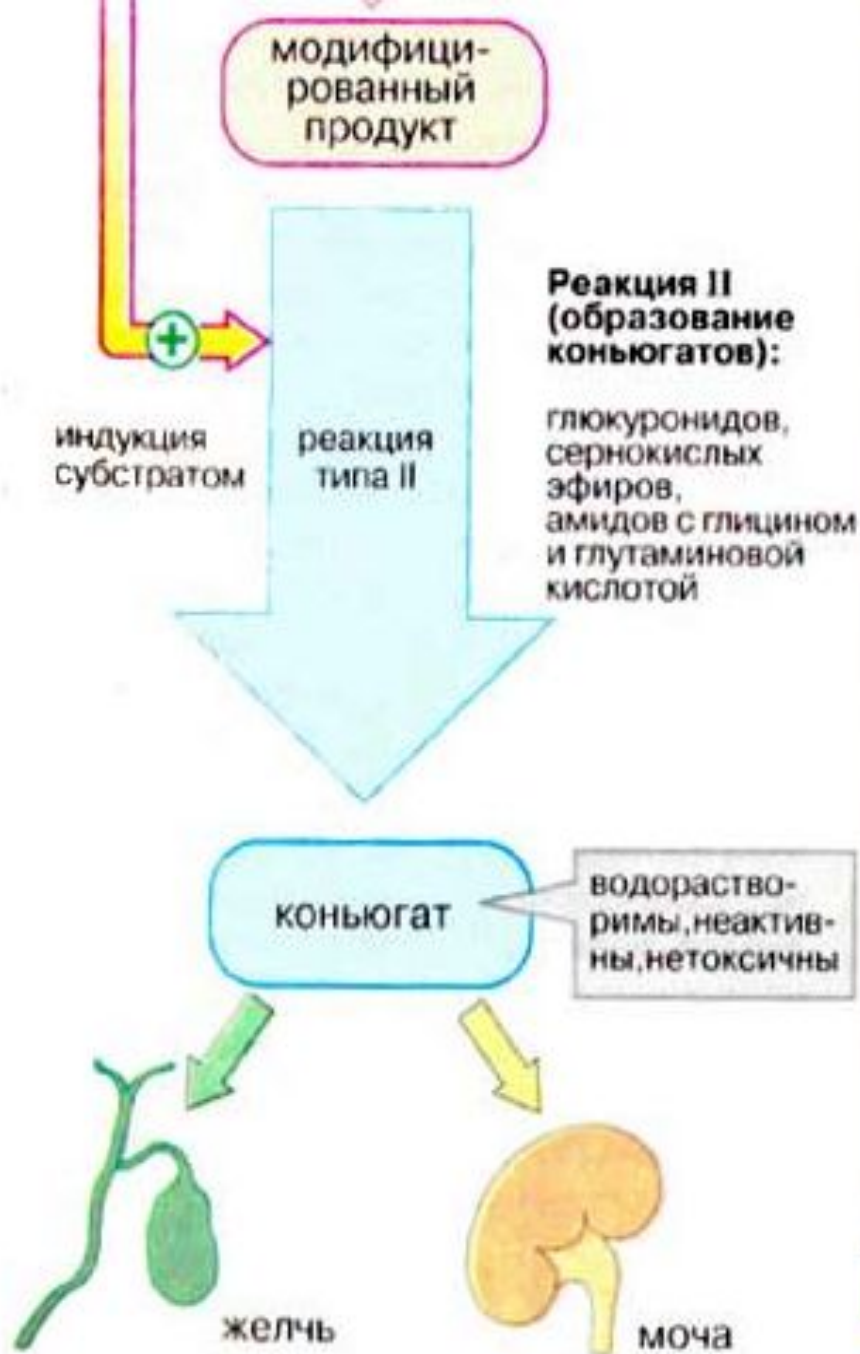 модифици-
рованный
продукт
Реакция II
(образование
коньюгатов):
индукция
субстратом
реакция
типа II
глюкуронидов,
сернокислых
эфиров,
амидов с глицином
и глутаминовой
кислотой
коньюгат
водораство-
римы,неактив-
ны,нетоксичны
желчь
моча